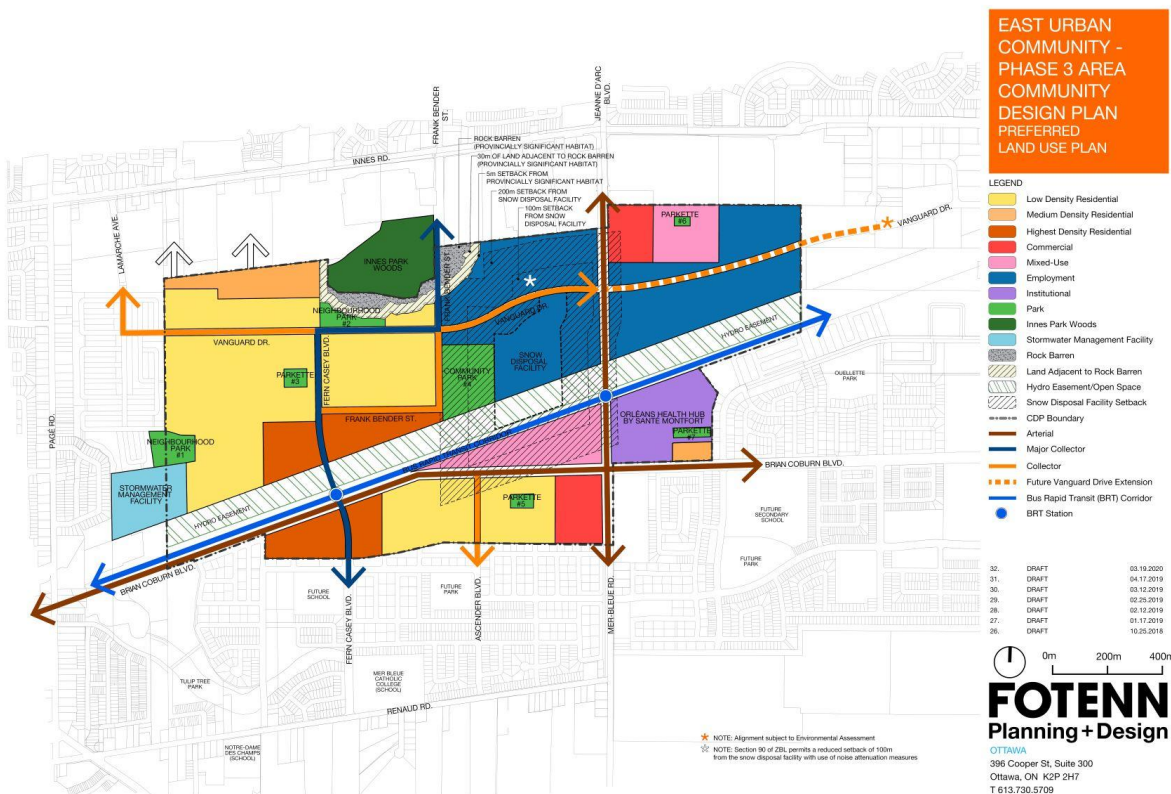 EAST URBAN
COMMUNITY -
PHASE 3 AREA
COMMUNITY
DESIGN PLAN
PREFERRED
LAND USE PLAN
LEGEND
Low Density Residential
Medium Density Residential
Highest Density Residential
Commercial
Mixed-Use
Employment
Institutional
Park
Innes Park Woods
Stormwater Management Facility
Rock Barren
Land Adjacent to Rock Barren
Hydro Easement/Open Space
Snow Disposal Facility Setback
CDP Boundary
Arterial
Major Collector
Collector
Future Vanguard Drive Extension
Bus Rapid Transit (BRT) Corridor
BRT Station
32. DRAFT 03.19.2020
31. DRAFT 04.17.2019
30. DRAFT 03.12.2019
29. DRAFT 02.25.2019
28. DRAFT 02.12.2019
27. DRAFT 01.17.2019
26. DRAFT 10.25.2018
0m 200m 400m
FOTENN
Planning + Design
OTTAWA
396 Cooper St, Suite 300
Ottawa, ON K2P 2H7
T 613.730.5709
JEANNE D'ARC
BLVD.
FRANK BENDER
ST.
INNES RD.
ROCK BARREN
(PROVINCIALLY SIGNIFICANT HABITAT)
30m OF LAND ADJACENT TO ROCK BARREN
(PROVINCIALLY SIGNIFICANT HABITAT)
5m SETBACK FROM
PROVINCIALLY SIGNIFICANT HABITAT
200m SETBACK FROM
SNOW DISPOSAL FACILITY
100m SETBACK
FROM SNOW
DISPOSAL FACILITY
LAMARCHE AVE.
VANGUARD DR.
PARKETTE
#6
INNES PARK
WOODS
FRANK BENDER ST.
NEIGHBOURHOOD
PARK
#2
VANGUARD DR.
VANGUARD DR.
HYDRO EASEMENT
SNOW
DISPOSAL
FACILITY
COMMUNITY
PARK
#4
PARKETTE
#3
FERN CASEY BLVD.
OUELLETTE
PARK
FRANK BENDER ST.
ORLÉANS HEALTH HUB
BY SANTE MONTFORT
PARKETTE
#7
PAGE RD.
NEIGHBOURHOOD
PARK
#1
BUS RAPID TRANSIT CORRIDOR
BRIAN COBURN BLVD.
STORMWATER
MANAGEMENT
FACILITY
HYDRO EASEMENT
PARKETTE
#5
FUTURE
SECONDARY
SCHOOL
FUTURE
PARK
BRIAN COBURN BLVD.
FUTURE
SCHOOL
FUTURE
PARK
FERN CASEY BLVD.
ASCENDER BLVD.
MER-BLEUE RD.
TULIP TREE
PARK
MER BLEUE
CATHOLIC
COLLEGE
(SCHOOL)
RENAUD RD.
NOTRE-DAME
DES CHAMPS
(SCHOOL)
NOTE: Alignment subject to Environmental Assessment
NOTE: Section 90 of ZBL permits a reduced setback of 100m
from the snow disposal facility with use of noise attenuation measures